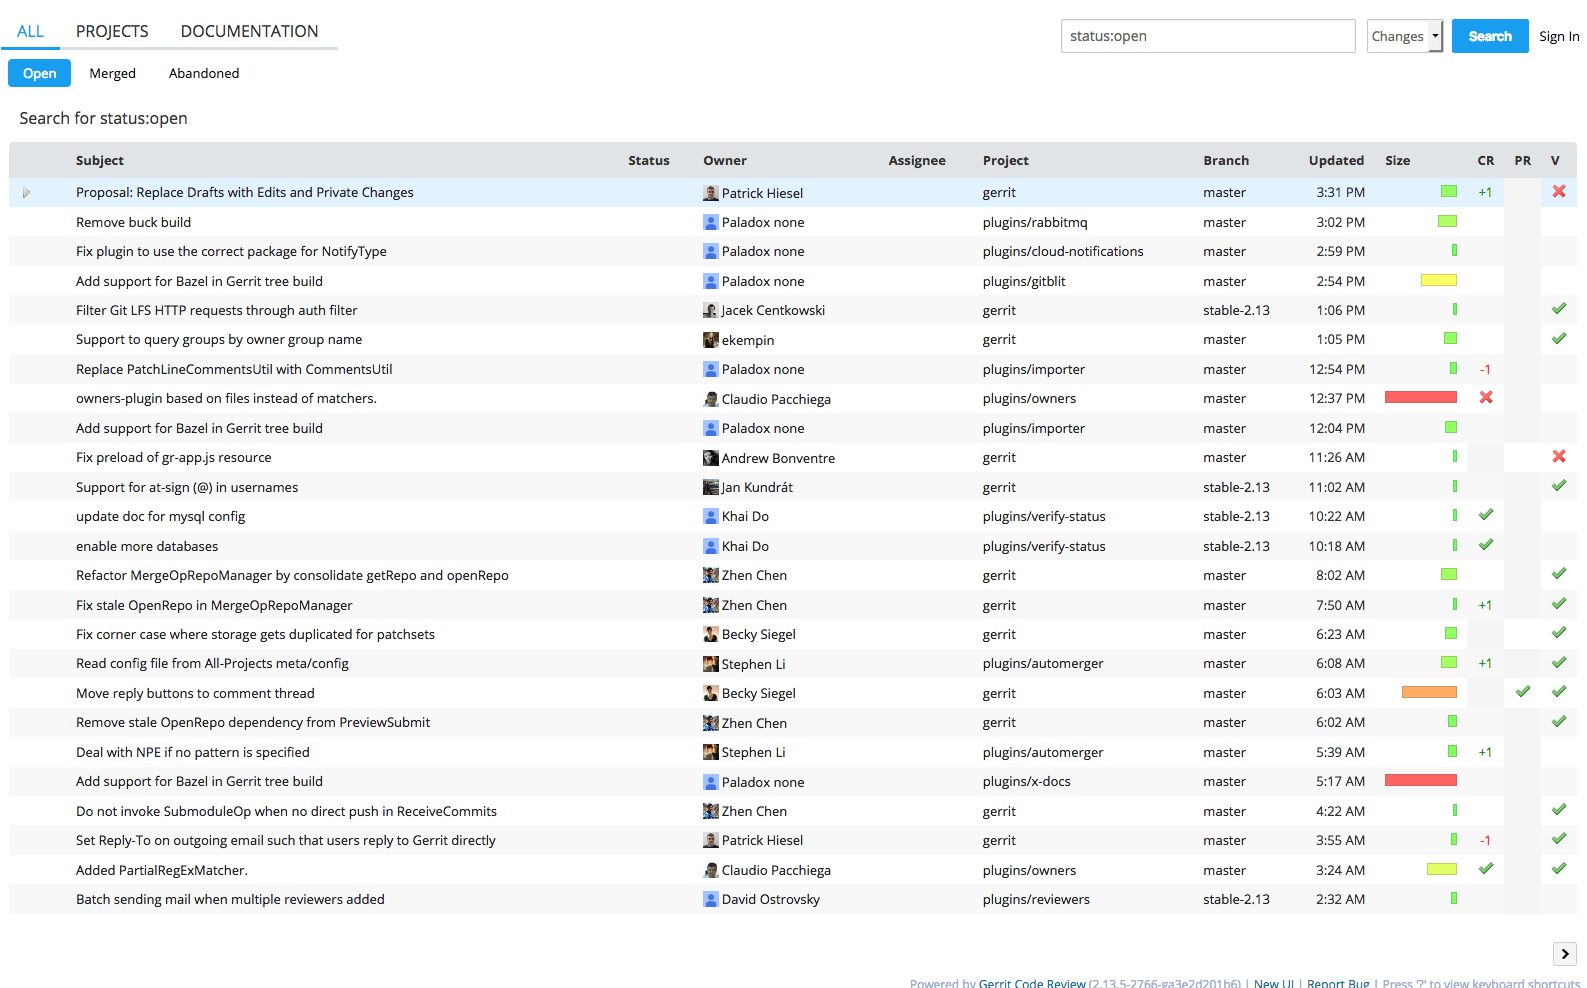 ALL PROJECTS DOCUMENTATION status:open Changes Search Sign In
Open Merged Abandoned
Search for status:open
Subject Status Owner Assignee Project Branch Updated Size CR PR V
Proposal: Replace Drafts with Edits and Private Changes Patrick Hiesel gerrit master 3:31 PM +1
Remove buck build Paladox none plugins/rabbitmq master 3:02 PM
Fix plugin to use the correct package for NotifyType Paladox none plugins/cloud-notifications master 2:59 PM
Add support for Bazel in Gerrit tree build Paladox none plugins/gitblit master 2:54 PM
Filter Git LFS HTTP requests through auth filter Jacek Centkowski gerrit stable-2.13 1:06 PM
Support to query groups by owner group name ekempin gerrit master 1:05 PM
Replace PatchLineCommentsUtil with CommentsUtil Paladox none plugins/importer master 12:54 PM -1
owners-plugin based on files instead of matchers. Claudio Pacchiega plugins/owners master 12:37 PM
Add support for Bazel in Gerrit tree build Paladox none plugins/importer master 12:04 PM
Fix preload of gr-app.js resource Andrew Bonventre gerrit master 11:26 AM
Support for at-sign (@) in usernames Jan Kundrát gerrit stable-2.13 11:02 AM
update doc for mysql config Khai Do plugins/verify-status stable-2.13 10:22 AM
enable more databases Khai Do plugins/verify-status stable-2.13 10:18 AM
Refactor MergeOpRepoManager by consolidate getRepo and openRepo Zhen Chen gerrit master 8:02 AM
Fix stale OpenRepo in MergeOpRepoManager Zhen Chen gerrit master 7:50 AM +1
Fix corner case where storage gets duplicated for patchsets Becky Siegel gerrit master 6:23 AM
Read config file from All-Projects meta/config Stephen Li plugins/automerger master 6:08 AM +1
Move reply buttons to comment thread Becky Siegel gerrit master 6:03 AM
Remove stale OpenRepo dependency from PreviewSubmit Zhen Chen gerrit master 6:02 AM
Deal with NPE if no pattern is specified Stephen Li plugins/automerger master 5:39 AM +1
Add support for Bazel in Gerrit tree build Paladox none plugins/x-docs master 5:17 AM
Do not invoke SubmoduleOp when no direct push in ReceiveCommits Zhen Chen gerrit master 4:22 AM
Set Reply-To on outgoing email such that users reply to Gerrit directly Patrick Hiesel gerrit master 3:55 AM -1
Added PartialRegExMatcher. Claudio Pacchiega plugins/owners master 3:24 AM
Batch sending mail when multiple reviewers added David Ostrovsky plugins/reviewers stable-2.13 2:32 AM
Powered by Gerrit Code Review (2.13.5-2766-ga3e2d201b6) | New UI | Report Bug | Press '?' to view keyboard shortcuts